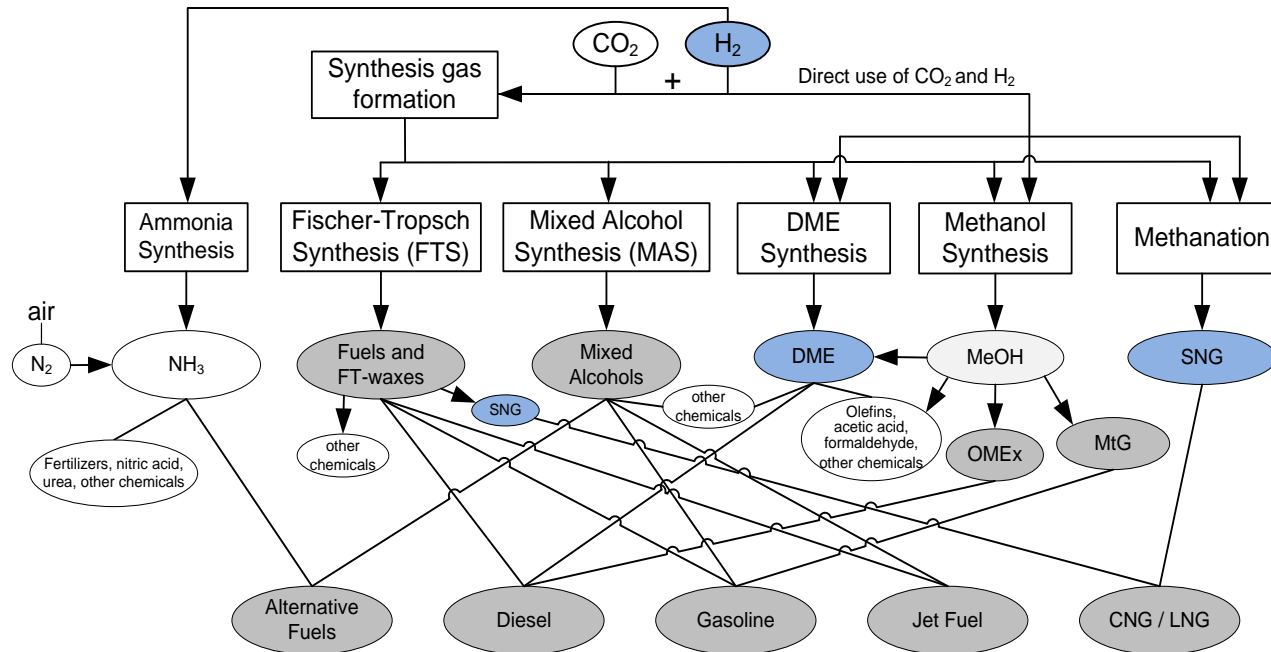 CO₂
H₂
Synthesis gas
formation
+
Direct use of CO₂ and H₂
Ammonia
Synthesis
Fischer-Tropsch
Synthesis (FTS)
Mixed Alcohol
Synthesis (MAS)
DME
Synthesis
Methanol
Synthesis
Methanation
air
N₂
NH₃
Fuels and
FT-waxes
Mixed
Alcohols
DME
MeOH
SNG
SNG
other
chemicals
other
chemicals
Olefins,
acetic acid,
formaldehyde,
other chemicals
OMEx
MtG
Fertilizers, nitric acid,
urea, other chemicals
Alternative
Fuels
Diesel
Gasoline
Jet Fuel
CNG / LNG